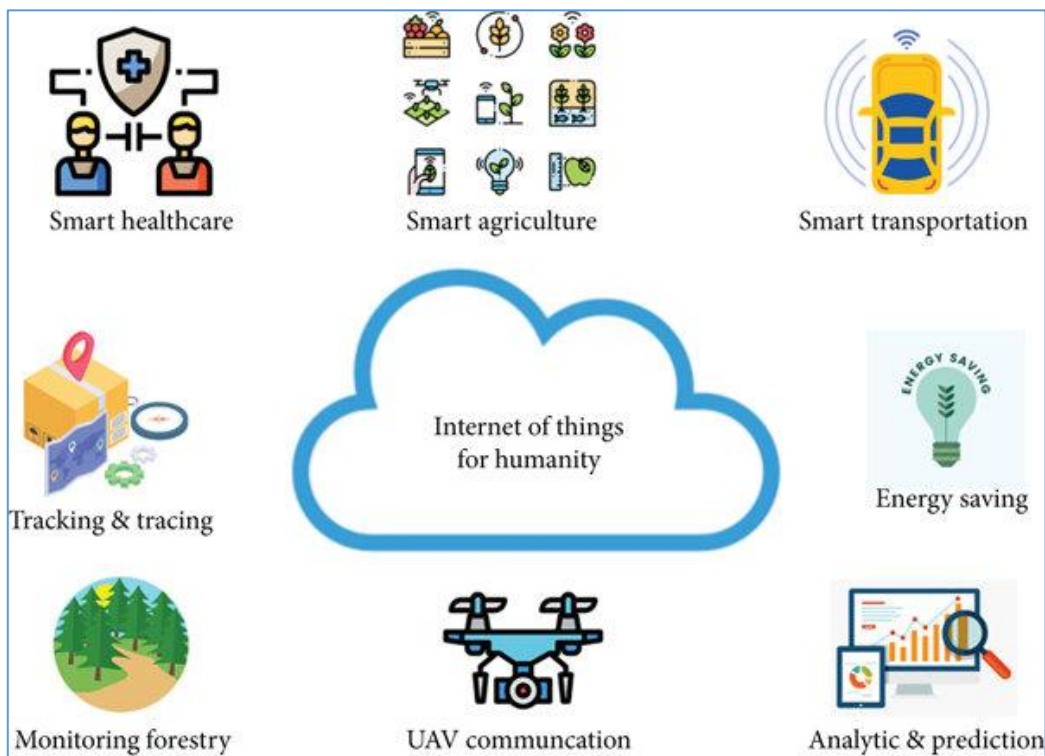 Smart healthcare
Smart agriculture
Smart transportation
Internet of things
for humanity
ENERGY SAVING
Tracking & tracing
Energy saving
Monitoring forestry
UAV communcation
Analytic & prediction